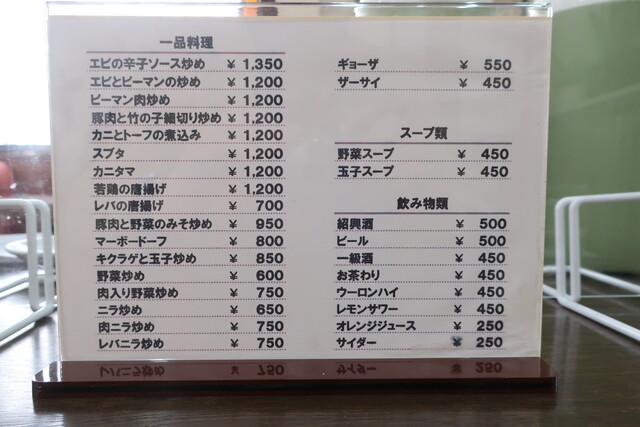 一品料理
エビの辛子ソース炒め ¥ 1,350
エビとピーマンの炒め ¥ 1,200
ピーマン肉炒め ¥ 1,200
豚肉と竹の子細切り炒め ¥ 1,200
カニとトーフの煮込み ¥ 1,200
スブタ ¥ 1,200
カニタマ ¥ 1,200
若鶏の唐揚げ ¥ 1,200
レバの唐揚げ ¥ 700
豚肉と野菜のみそ炒め ¥ 950
マーボードーフ ¥ 800
キクラゲと玉子炒め ¥ 850
野菜炒め ¥ 600
肉入り野菜炒め ¥ 750
ニラ炒め ¥ 650
肉ニラ炒め ¥ 750
レバニラ炒め ¥ 750
ギョーザ ¥ 550
ザーサイ ¥ 450
スープ類
野菜スープ ¥ 450
玉子スープ ¥ 450
飲み物類
紹興酒 ¥ 500
ビール ¥ 500
一級酒 ¥ 450
お茶わり ¥ 450
ウーロンハイ ¥ 450
レモンサワー ¥ 450
オレンジジュース ¥ 250
サイダー ¥ 250